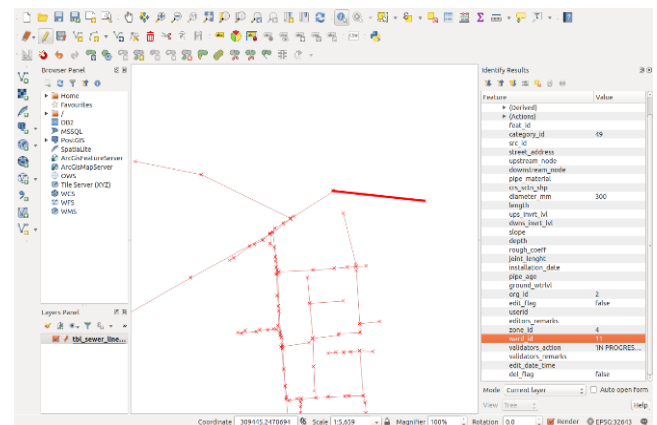 Browser Panel
Home
Favourites
/
DB2
MSSQL
PostGIS
SpatiaLite
ArcGisFeatureServer
ArcGisMapServer
OWS
Tile Server (XYZ)
WCS
WFS
WMS
Layers Panel
tbl_sewer_line...
Identify Results
Feature Value
(Derived)
(Actions)
feat_id
category_id 49
src_id
street_address
upstream_node
downstream_node
pipe_material
crs_sctn_shp
diameter_mm 300
length
ups_invrt_lvl
dwns_invrt_lvl
slope
depth
rough_coeff
joint_lenght
installation_date
pipe_age
ground_wtrlvl
org_id 2
edit_flag false
userid
editors_remarks
zone_id 4
ward_id 11
validators_action 'IN PROGRES...
validators_remarks
edit_date_time
del_flag false
Mode Current layer Auto open form
View Tree Help
Coordinate 309445,2470694 Scale 1:5,659 Magnifier 100% Rotation 0.0 Render EPSG:32643